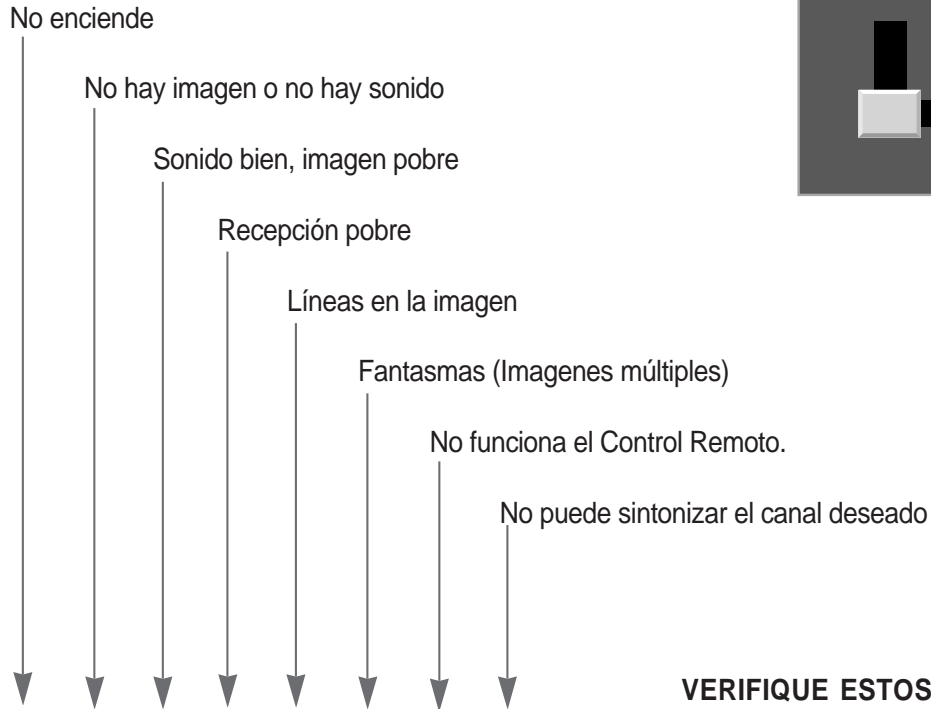 No enciende
No hay imagen o no hay sonido
Sonido bien, imagen pobre
Recepción pobre
Líneas en la imagen
Fantasmas (Imagenes múltiples)
No funciona el Control Remoto.
No puede sintonizar el canal deseado
VERIFIQUE ESTOS